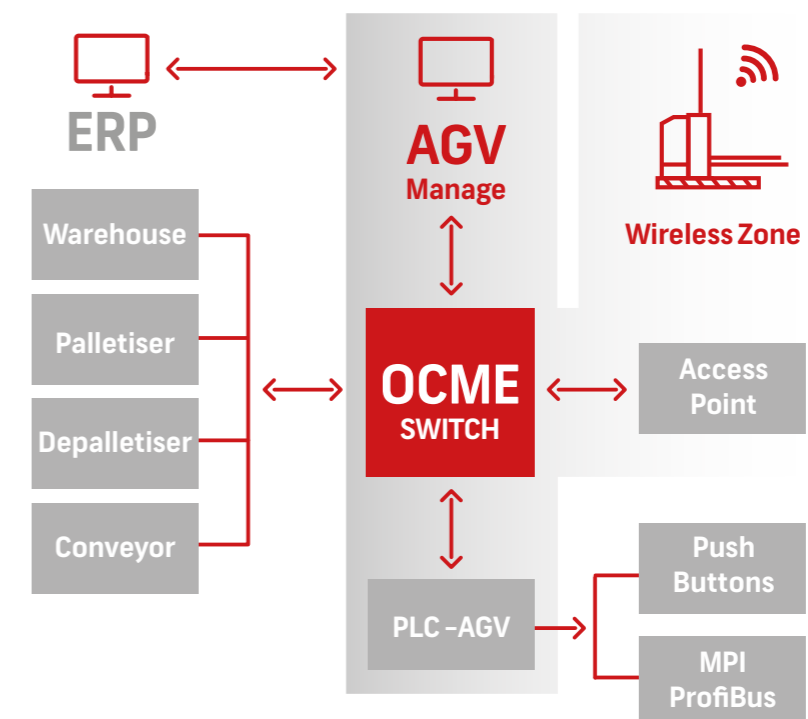 ERP
AGV
Manage
Wireless Zone
Warehouse
Palletiser
Depalletiser
Conveyor
OCME
SWITCH
Access
Point
PLC - AGV
Push
Buttons
MPI
ProfiBus